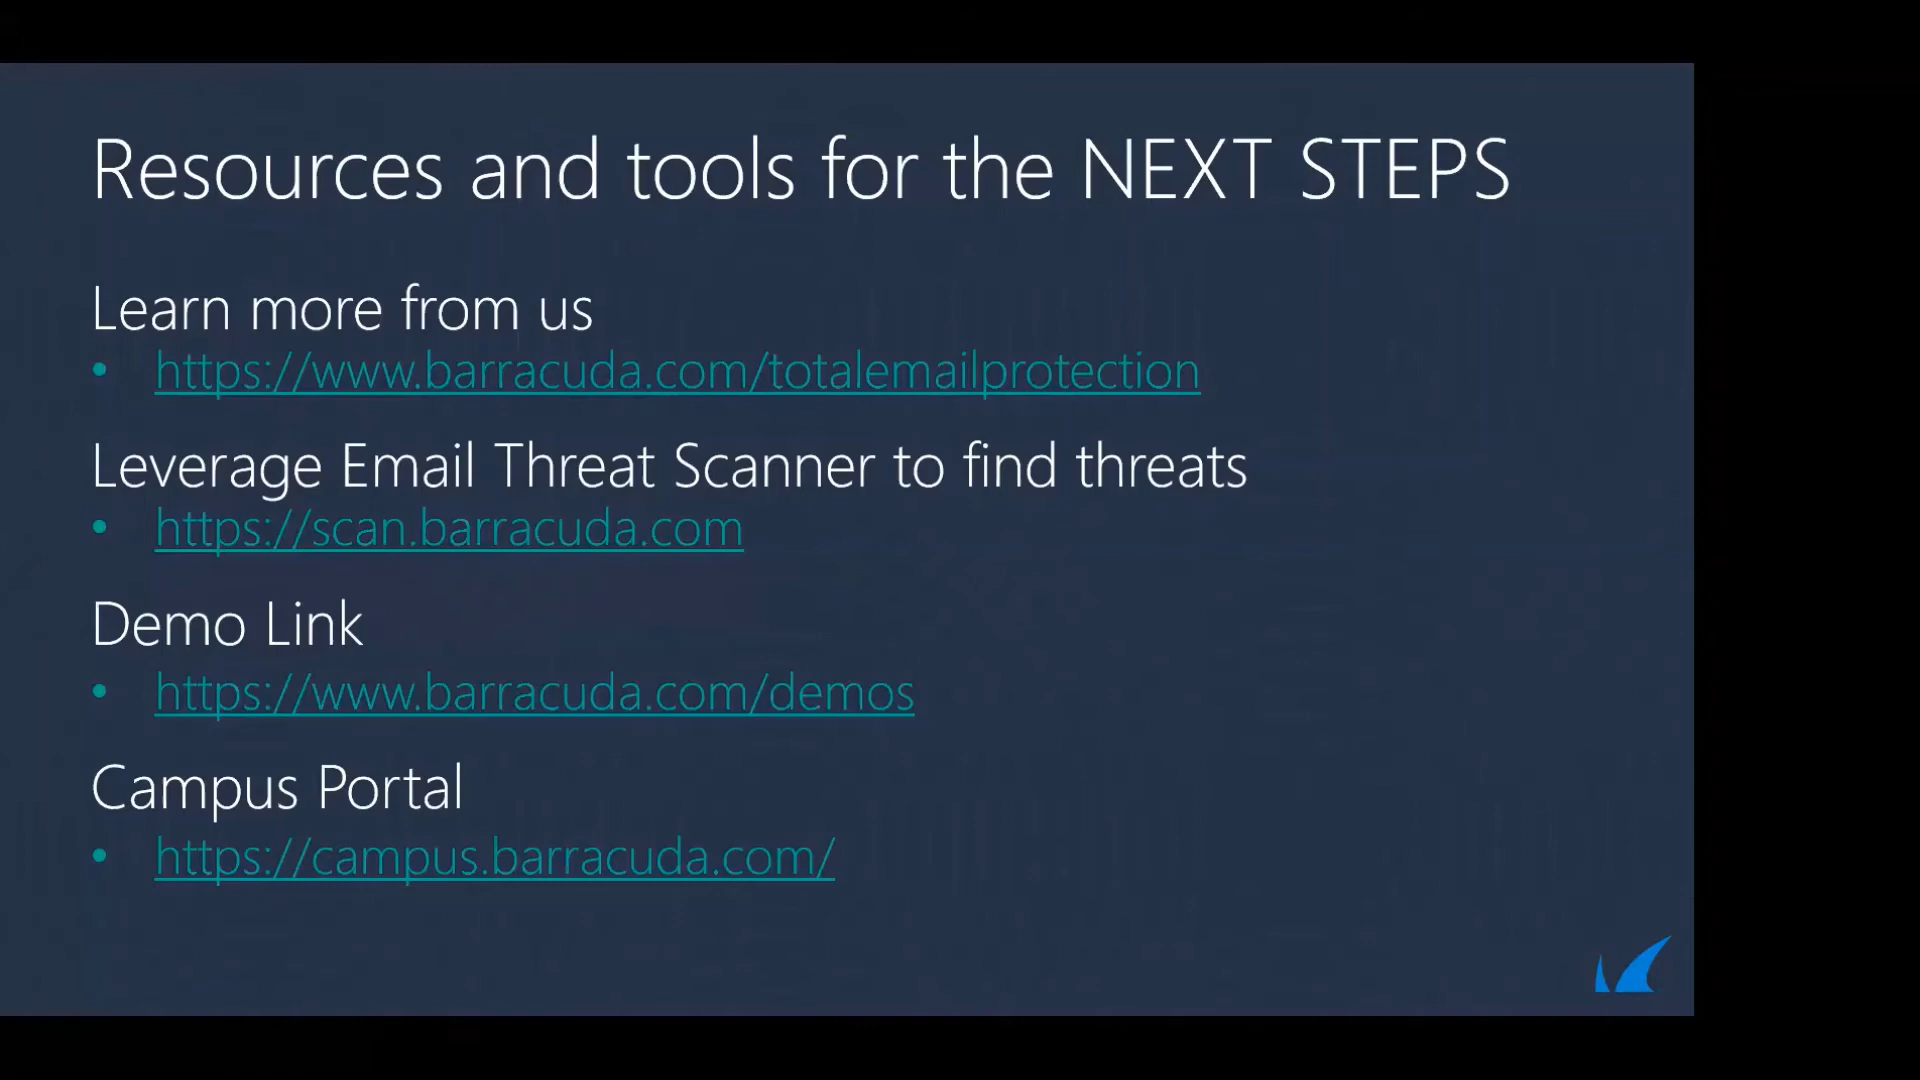 Resources and tools for the NEXT STEPS
Learn more from us
• https://www.barracuda.com/totalemailprotection
Leverage Email Threat Scanner to find threats
• https://scan.barracuda.com
Demo Link
• https://www.barracuda.com/demos
Campus Portal
• https://campus.barracuda.com/